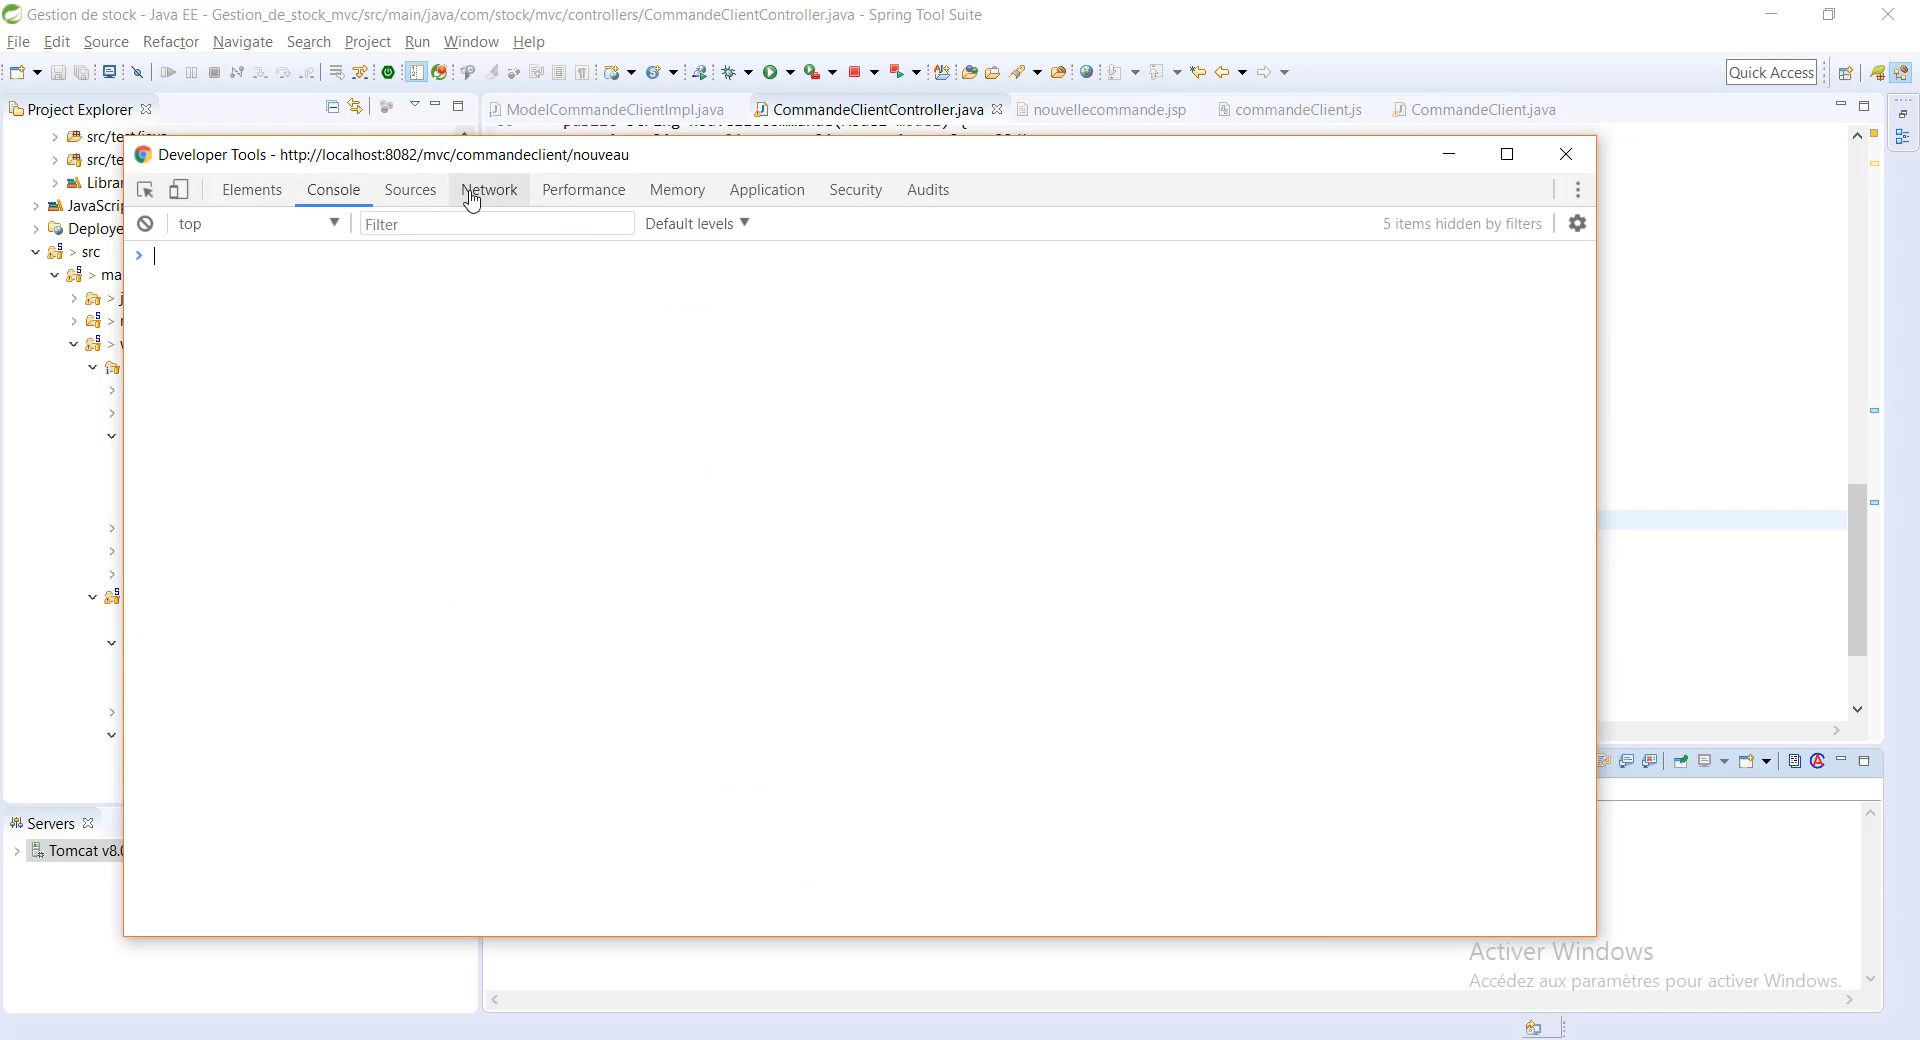 Gestion de stock - Java EE - Gestion_de_stock_mvc/src/main/java/com/stock/mvc/controllers/CommandeClientController.java - Spring Tool Suite
File Edit Source Refactor Navigate Search Project Run Window Help
Quick Access
Project Explorer
ModelCommandeClientImpl.java CommandeClientController.java nouvellecommande.jsp commandeClient.js CommandeClient.java
src/test/java
src/te
Librar
JavaScrip
Deploye
> src
> ma
Developer Tools - http://localhost:8082/mvc/commandeclient/nouveau
Elements Console Sources Network Performance Memory Application Security Audits
top Filter Default levels 5 items hidden by filters
Servers
Tomcat v8.0
Activer Windows
Accédez aux paramètres pour activer Windows.